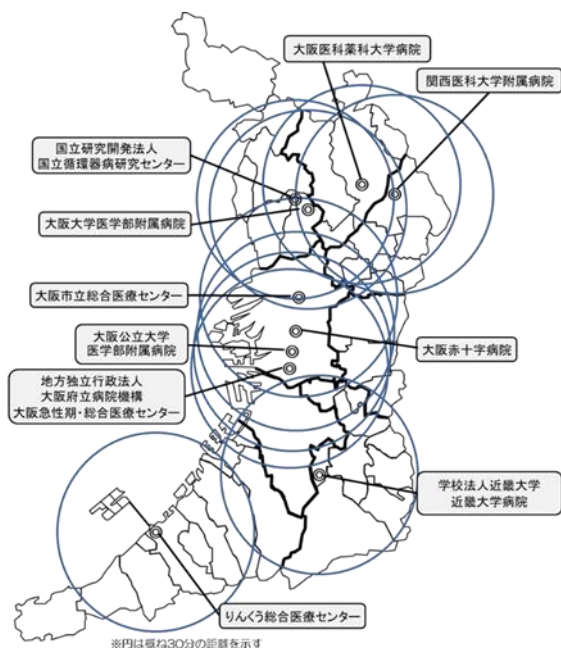 大阪医科薬科大学病院
関西医科大学附属病院
国立研究開発法人
国立循環器病研究センター
大阪大学医学部附属病院
大阪市立総合医療センター
大阪公立大学
医学部附属病院
大阪赤十字病院
地方独立行政法人
大阪府立病院機構
大阪急性期・総合医療センター
学校法人近畿大学
近畿大学病院
りんくう総合医療センター
※円は概ね30分の距離を示す